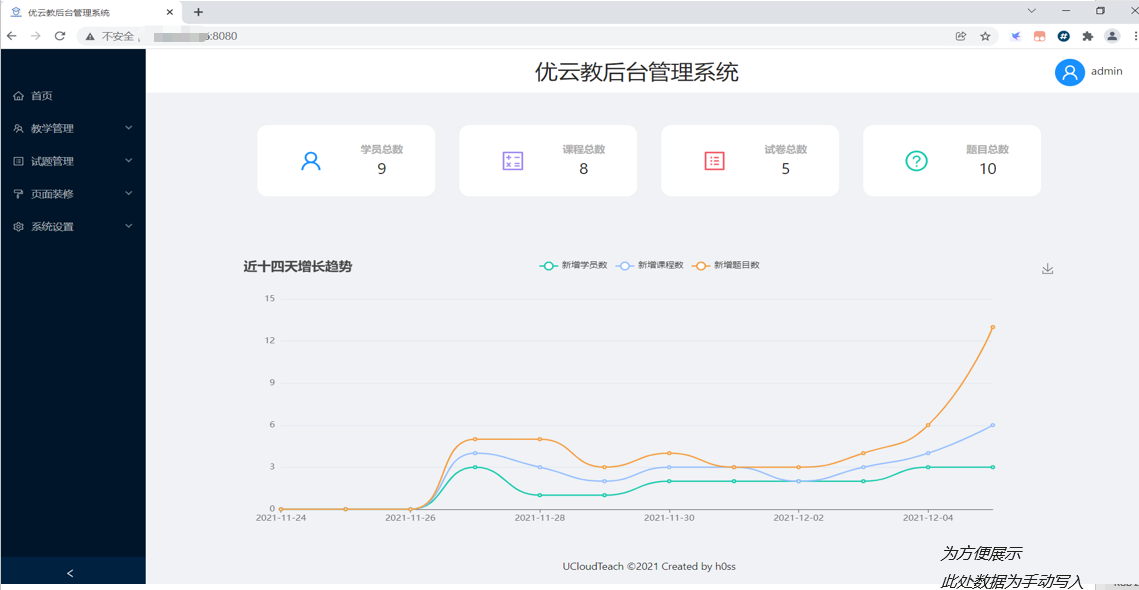 优云教后台管理系统
不安全
:8080
优云教后台管理系统
admin
首页
教学管理
试题管理
页面装修
系统设置
学员总数
9
课程总数
8
试卷总数
5
题目总数
10
近十四天增长趋势
新增学员数
新增课程数
新增题目数
15
12
9
6
3
0
2021-11-24
2021-11-26
2021-11-28
2021-11-30
2021-12-02
2021-12-04
UCloudTeach ©2021 Created by h0ss
为方便展示
此处数据为手动写入